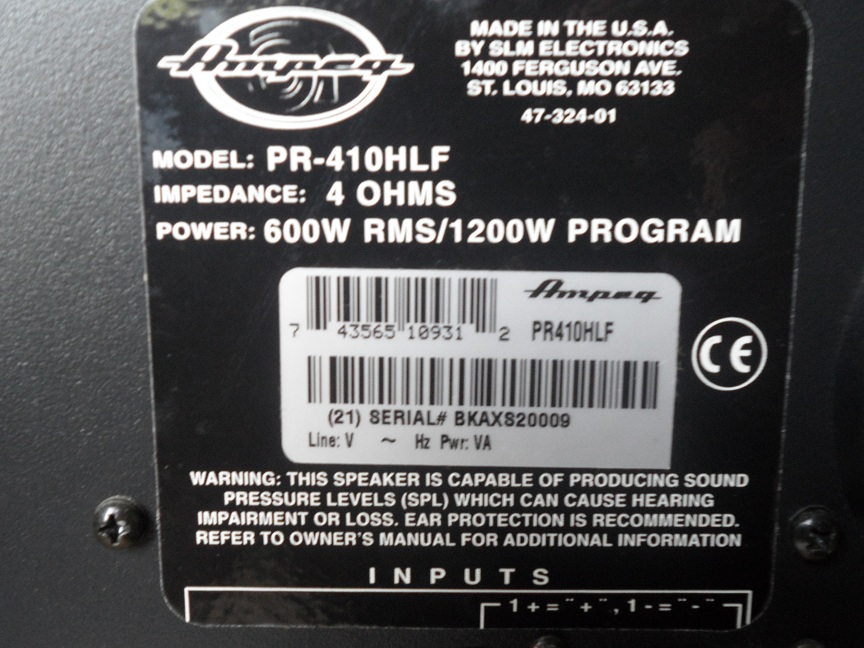 Ampeg
MADE IN THE U.S.A.
BY SLM ELECTRONICS
1400 FERGUSON AVE.
ST. LOUIS, MO 63133
47-324-01
MODEL: PR-410HLF
IMPEDANCE: 4 OHMS
POWER: 600W RMS/1200W PROGRAM
Ampeg
7 43565 10931 2 PR410HLF
CE
(21) SERIAL# BKAXS20009
Line: V ~ Hz Pwr: VA
WARNING: THIS SPEAKER IS CAPABLE OF PRODUCING SOUND
PRESSURE LEVELS (SPL) WHICH CAN CAUSE HEARING
IMPAIRMENT OR LOSS. EAR PROTECTION IS RECOMMENDED.
REFER TO OWNER'S MANUAL FOR ADDITIONAL INFORMATION
INPUTS
1 + = "+", 1 - = "-"